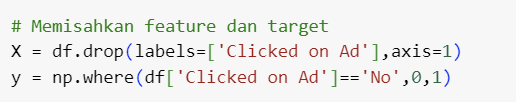 # Memisahkan feature dan target
X = df.drop(labels=['Clicked on Ad'],axis=1)
y = np.where(df['Clicked on Ad']=='No',0,1)